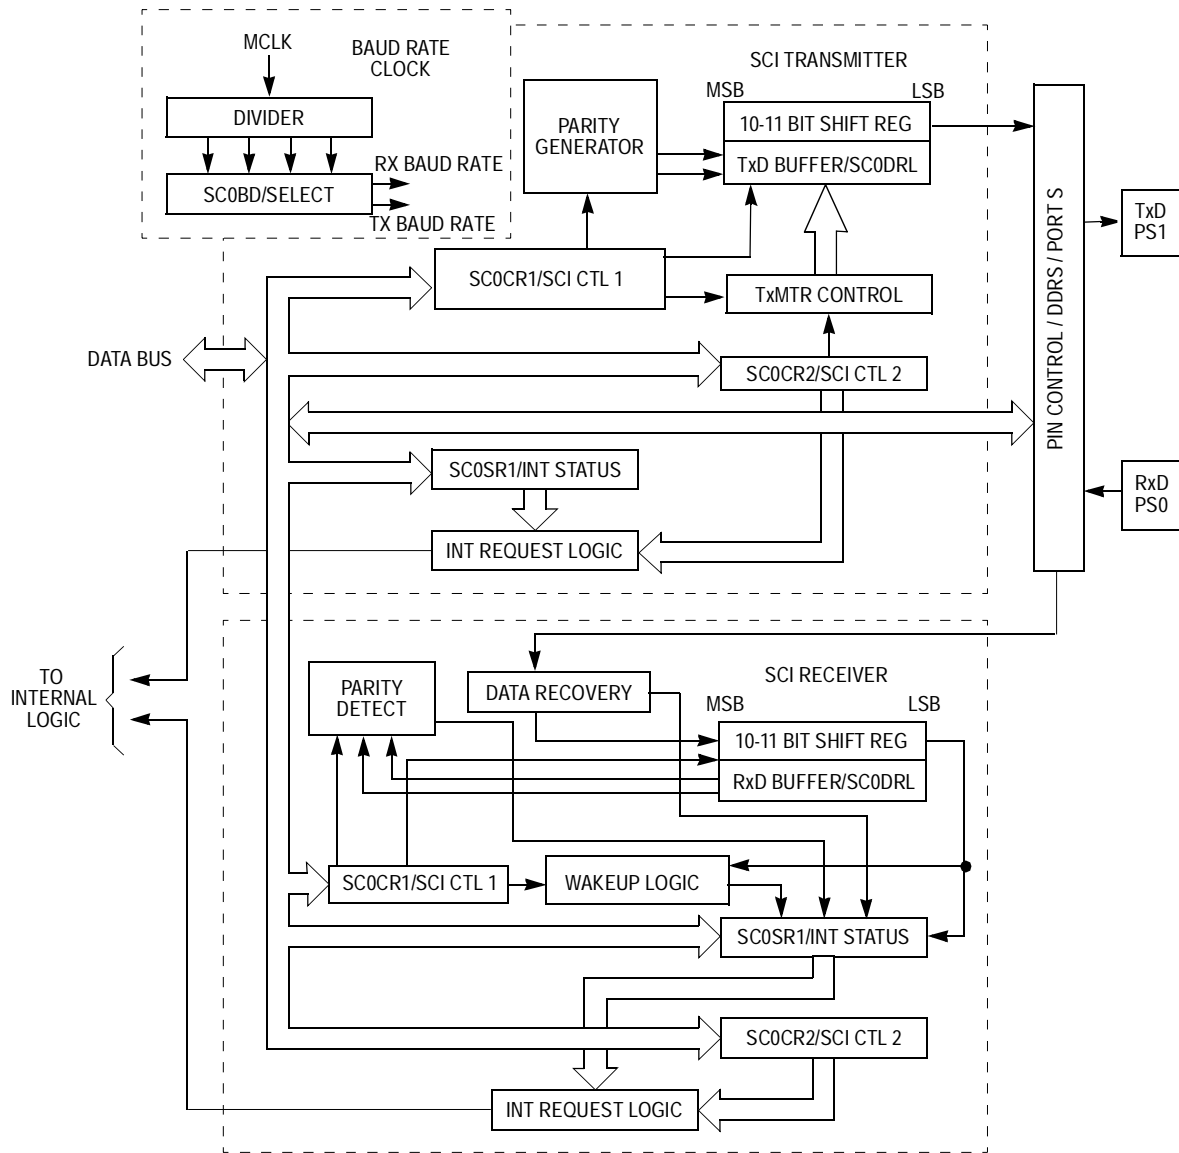 MCLK
BAUD RATE
CLOCK
DIVIDER
SC0BD/SELECT
RX BAUD RATE
TX BAUD RATE
SCI TRANSMITTER
MSB
LSB
PARITY
GENERATOR
10-11 BIT SHIFT REG
TxD BUFFER/SC0DRL
SC0CR1/SCI CTL 1
TxMTR CONTROL
DATA BUS
SC0CR2/SCI CTL 2
SC0SR1/INT STATUS
INT REQUEST LOGIC
PIN CONTROL / DDRS / PORT S
TxD
PS1
RxD
PS0
TO
INTERNAL
LOGIC
SCI RECEIVER
PARITY
DETECT
DATA RECOVERY
MSB
LSB
10-11 BIT SHIFT REG
RxD BUFFER/SC0DRL
SC0CR1/SCI CTL 1
WAKEUP LOGIC
SC0SR1/INT STATUS
SC0CR2/SCI CTL 2
INT REQUEST LOGIC